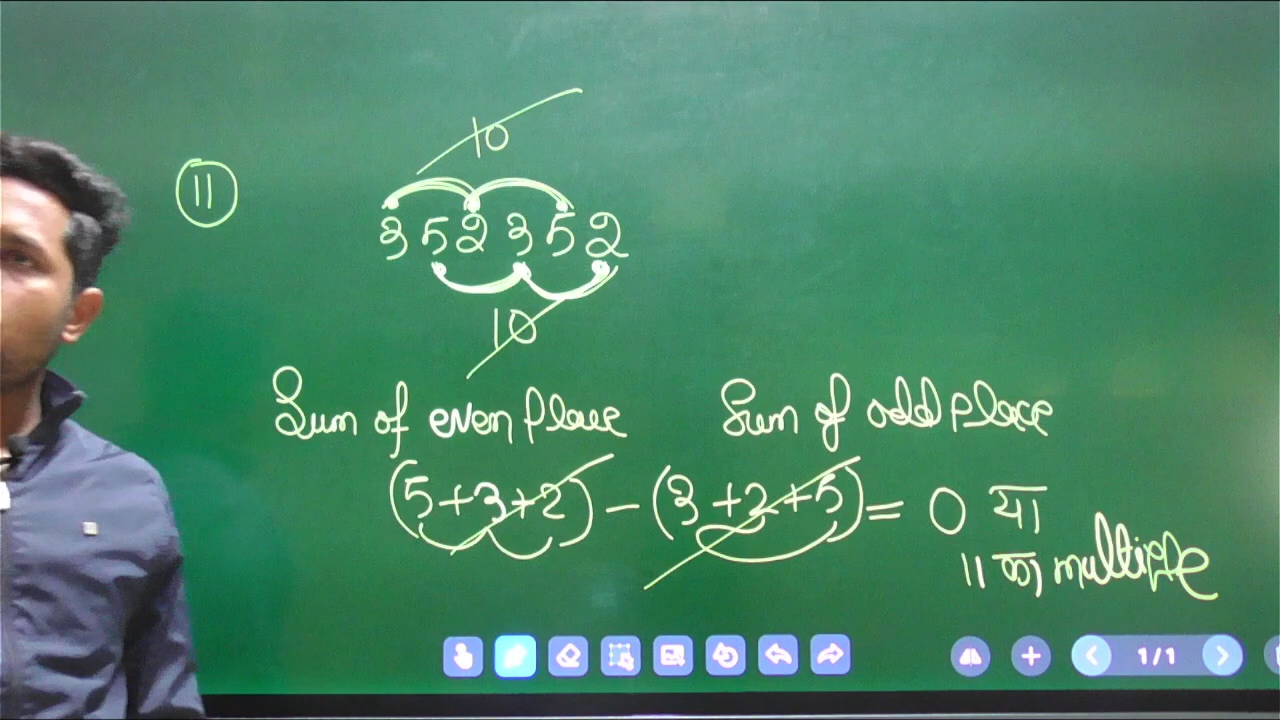 10
11
352352
10
Sum of even place Sum of odd place
(5+3+2) - (3+2+5) = 0 या
11 का multiple
1/1